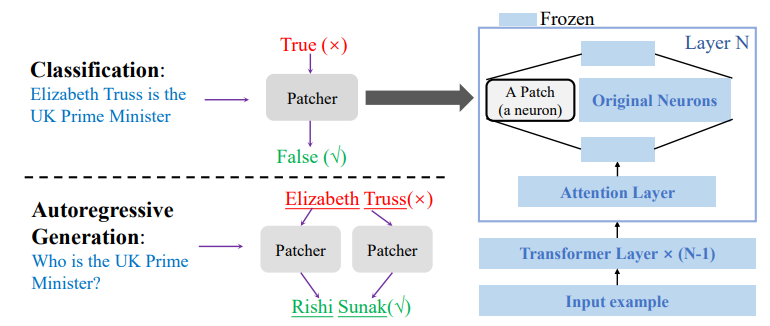 Frozen
Layer N
True (×)
Classification:
Elizabeth Truss is the
UK Prime Minister
Patcher
A Patch
(a neuron)
Original Neurons
False (√)
Attention Layer
Autoregressive
Generation:
Who is the UK Prime
Minister?
Elizabeth Truss(×)
Patcher
Patcher
Rishi Sunak(√)
Transformer Layer × (N-1)
Input example